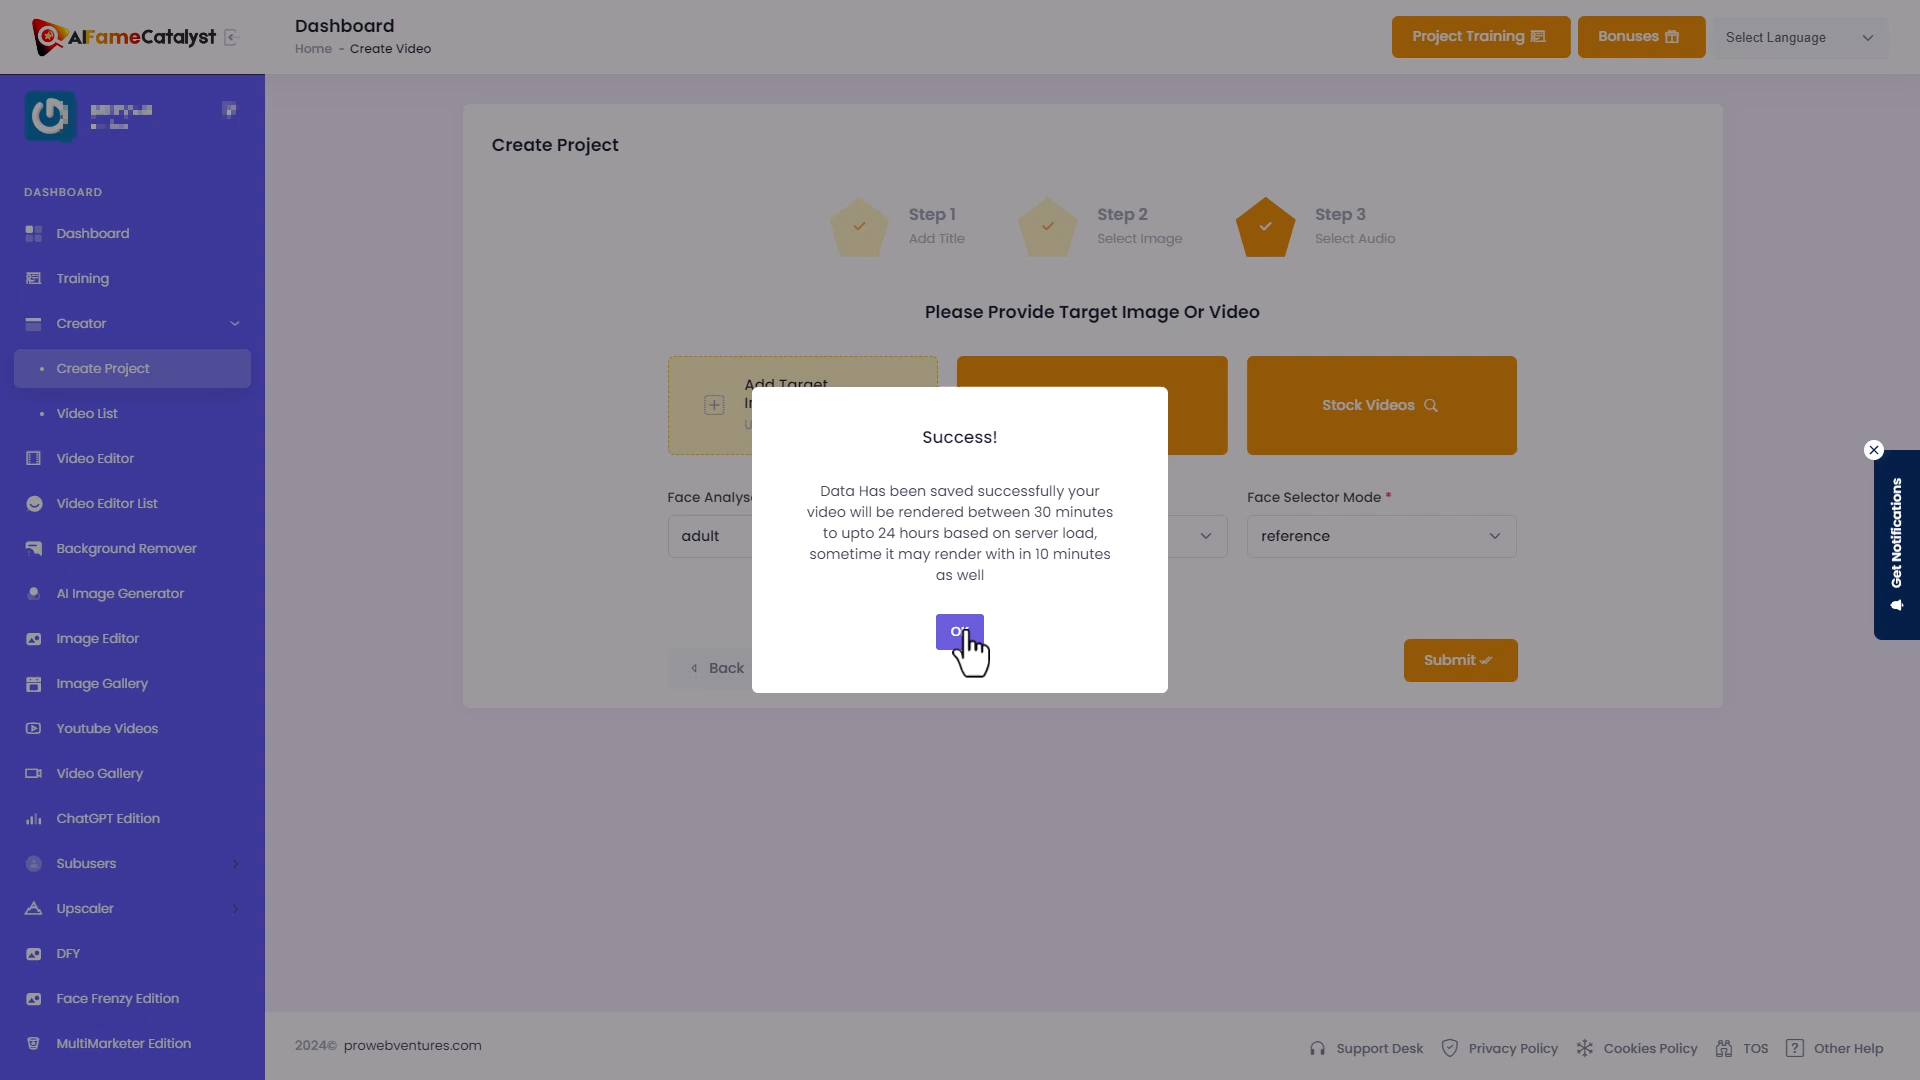 AIFameCatalyst
Dashboard
Home - Create Video
Project Training
Bonuses
Select Language
DASHBOARD
Dashboard
Training
Creator
Create Project
Video List
Video Editor
Video Editor List
Background Remover
AI Image Generator
Image Editor
Image Gallery
Youtube Videos
Video Gallery
ChatGPT Edition
Subusers
Upscaler
DFY
Face Frenzy Edition
MultiMarketer Edition
Create Project
Step 1
Add Title
Step 2
Select Image
Step 3
Select Audio
Please Provide Target Image Or Video
Add Target
Stock Videos
Face Selector Mode *
adult
reference
Success!
Data Has been saved successfully your
video will be rendered between 30 minutes
to upto 24 hours based on server load,
sometime it may render with in 10 minutes
as well
Back
Submit
Get Notifications
2024© prowebventures.com
Support Desk
Privacy Policy
Cookies Policy
TOS
Other Help